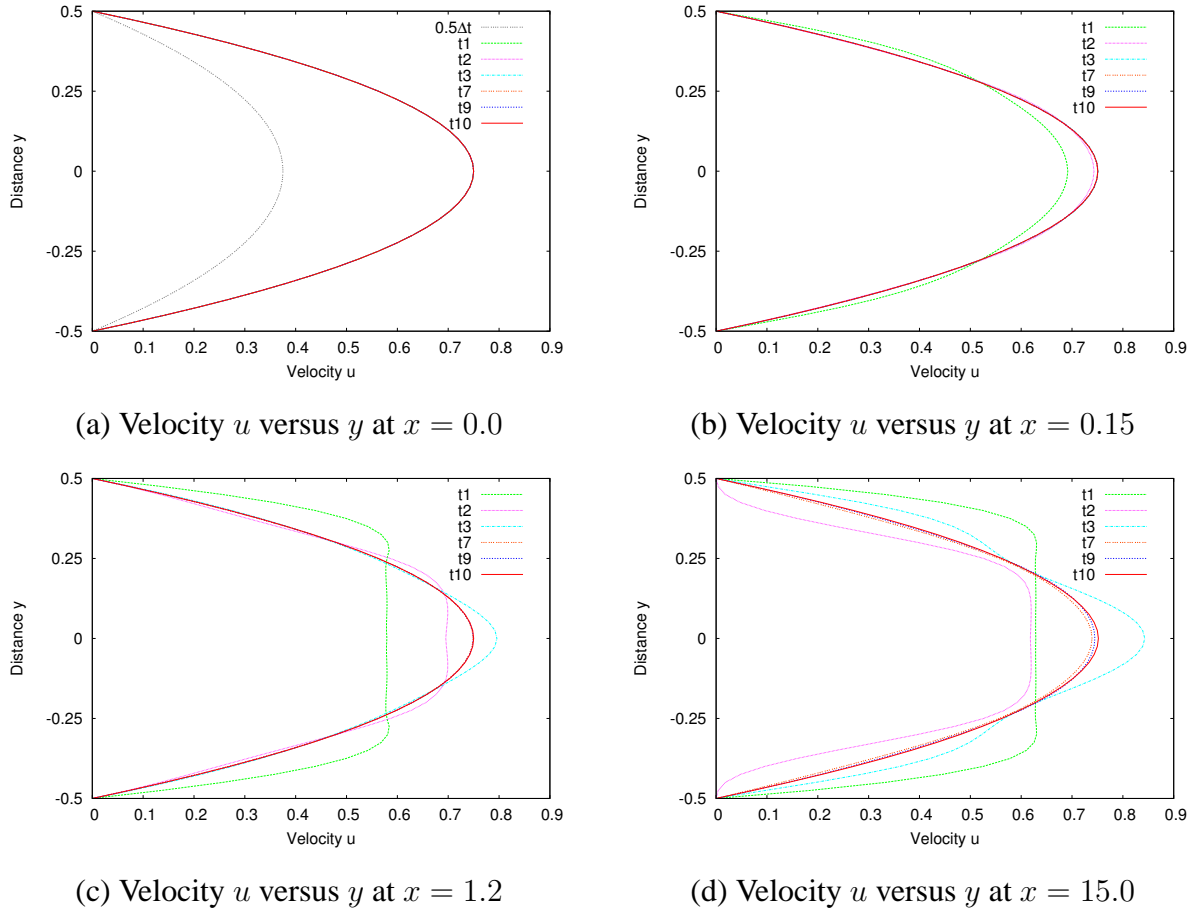 0.5
0.25
0
-0.25
-0.5
Distance y
0 0.1 0.2 0.3 0.4 0.5 0.6 0.7 0.8 0.9
Velocity u
0.5Δt
t1
t2
t3
t7
t9
t10
(a) Velocity u versus y at x = 0.0
0.5
0.25
0
-0.25
-0.5
Distance y
0 0.1 0.2 0.3 0.4 0.5 0.6 0.7 0.8 0.9
Velocity u
t1
t2
t3
t7
t9
t10
(b) Velocity u versus y at x = 0.15
0.5
0.25
0
-0.25
-0.5
Distance y
0 0.1 0.2 0.3 0.4 0.5 0.6 0.7 0.8 0.9
Velocity u
t1
t2
t3
t7
t9
t10
(c) Velocity u versus y at x = 1.2
0.5
0.25
0
-0.25
-0.5
Distance y
0 0.1 0.2 0.3 0.4 0.5 0.6 0.7 0.8 0.9
Velocity u
t1
t2
t3
t7
t9
t10
(d) Velocity u versus y at x = 15.0